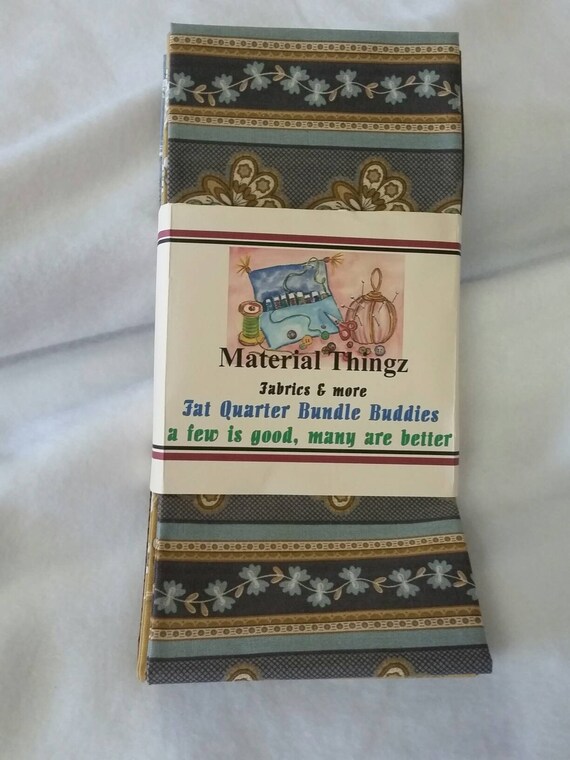 Material Thingz
Fabrics & more
Fat Quarter Bundle Buddies
a few is good, many are better